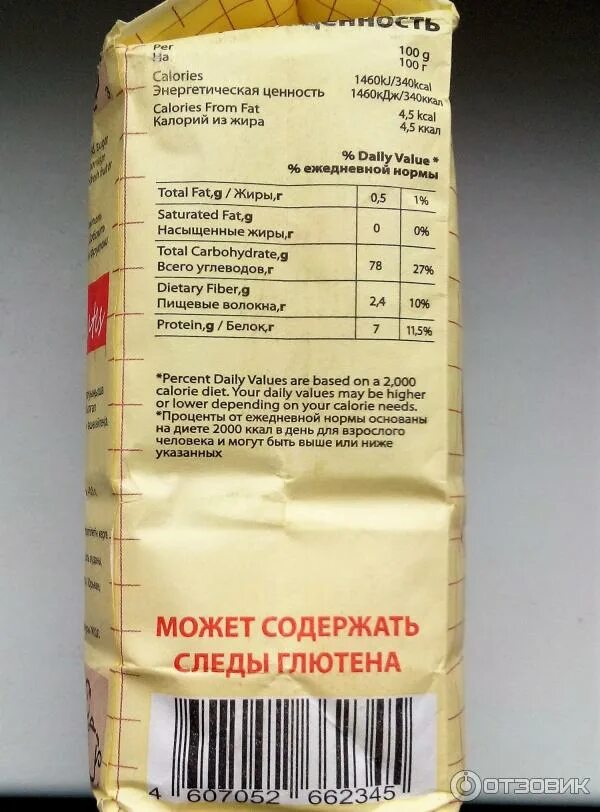 Per
На
100 g
100 г
Calories
Энергетическая ценность
1460kJ/340kcal
1460кДж/340ккал
Calories From Fat
Калорий из жира
4,5 kcal
4,5 ккал
% Daily Value *
% ежедневной нормы
Total Fat,g / Жиры,г 0,5 1%
Saturated Fat,g
Насыщенные жиры,г 0 0%
Total Carbohydrate,g
Всего углеводов,г 78 27%
Dietary Fiber,g
Пищевые волокна,г 2,4 10%
Protein,g / Белок,г 7 11,5%
*Percent Daily Values are based on a 2,000
calorie diet. Your daily values may be higher
or lower depending on your calorie needs.
*Проценты от ежедневной нормы основаны
на диете 2000 ккал в день для взрослого
человека и могут быть выше или ниже
указанных
МОЖЕТ СОДЕРЖАТЬ
СЛЕДЫ ГЛЮТЕНА
4 607052 662345
ОТЗОВИК